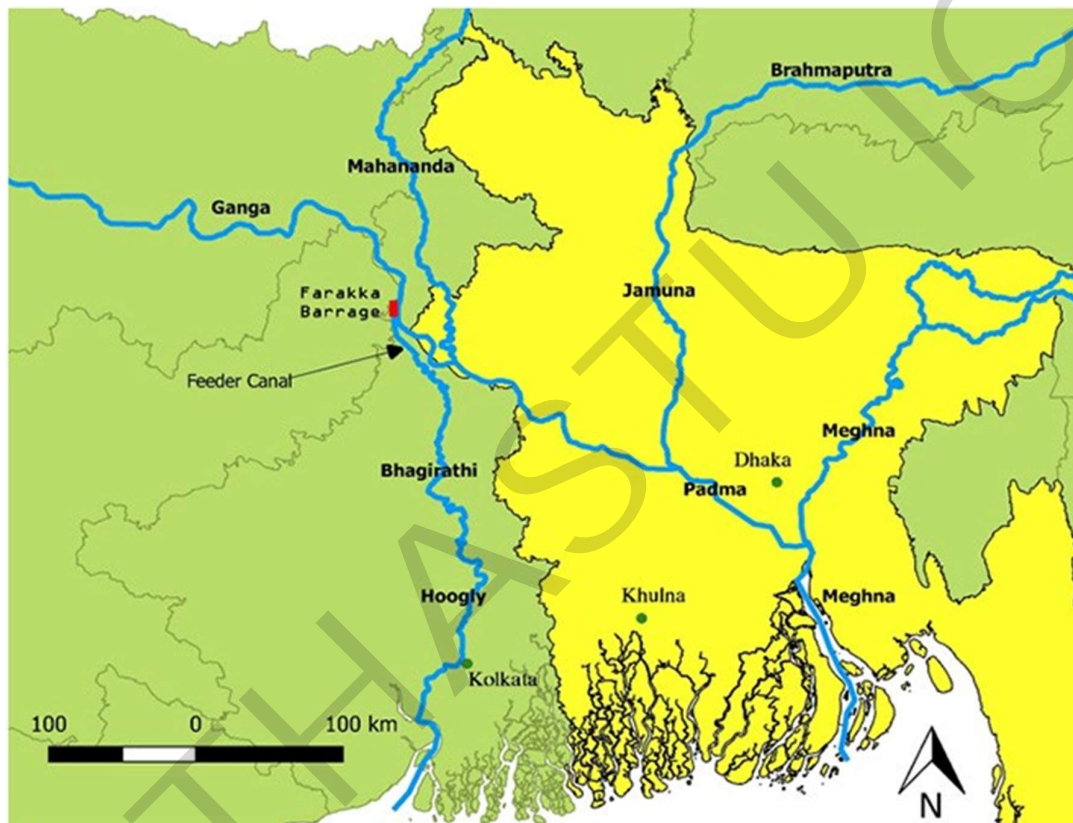 Brahmaputra
Mahananda
Ganga
Farakka
Barrage
Jamuna
Feeder Canal
Meghna
Bhagirathi
Dhaka
Padma
Hoogly
Khulna
Meghna
Kolkata
100 0 100 km
N